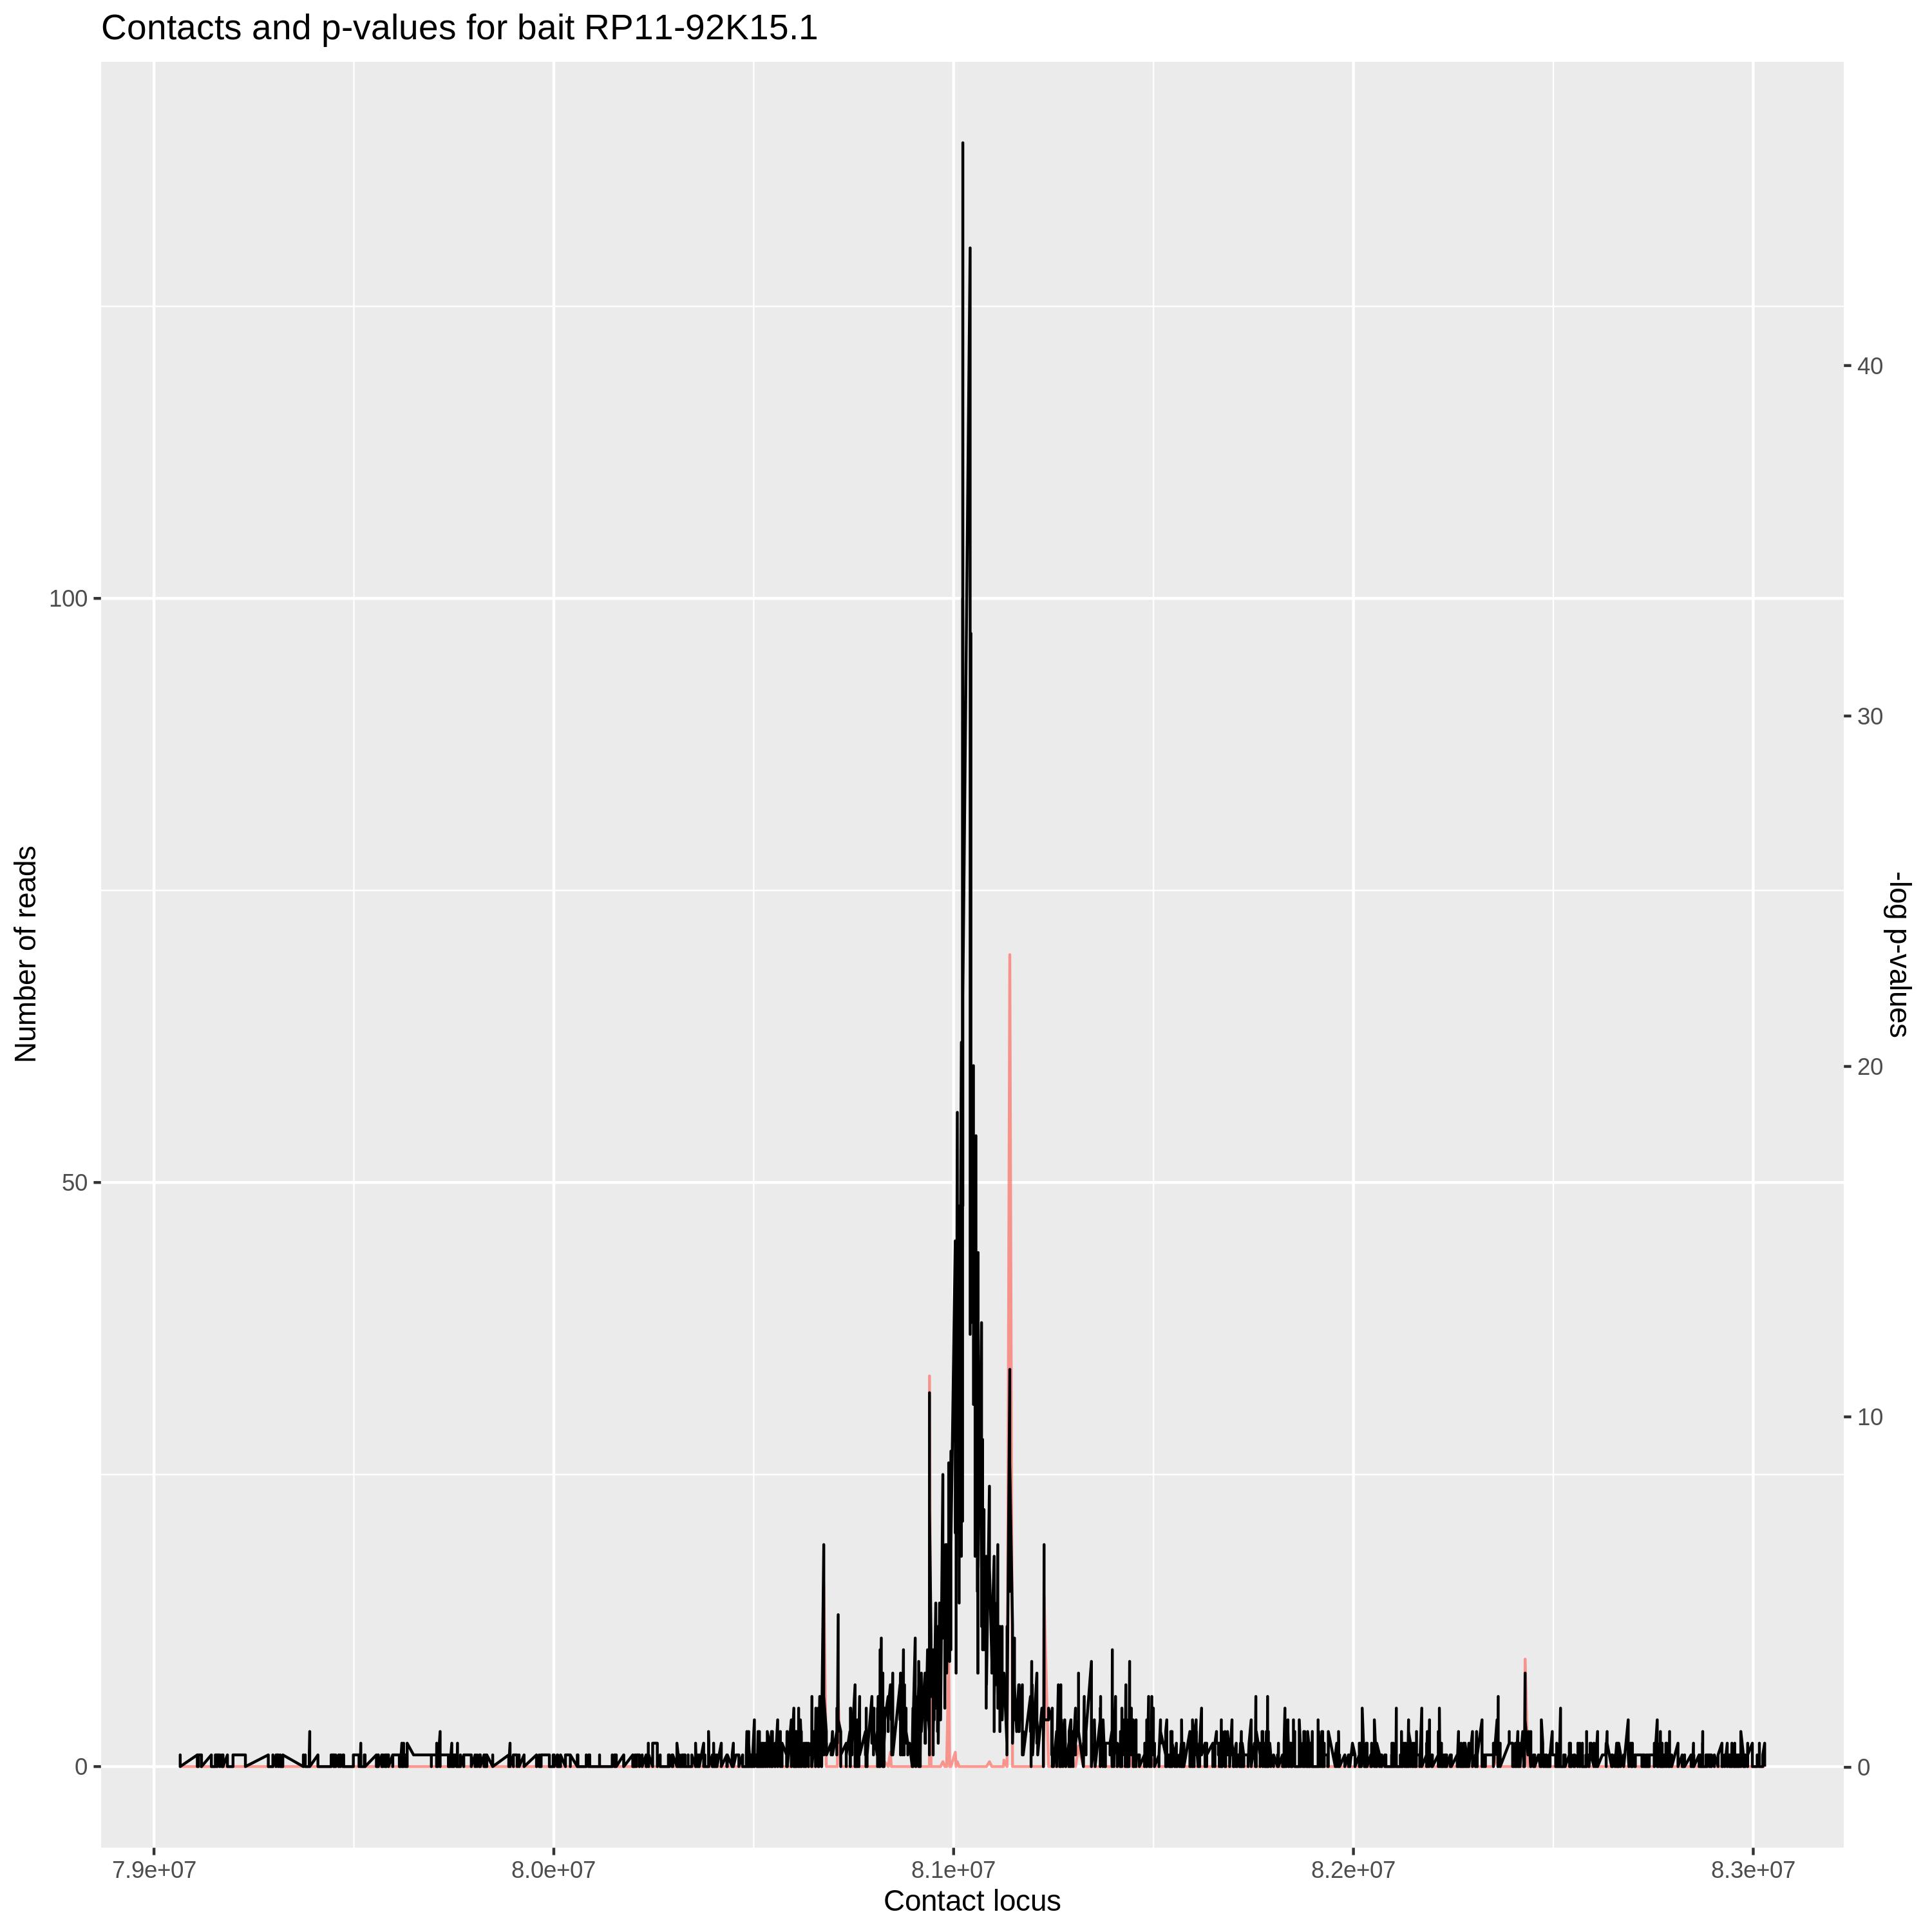 Contacts and p-values for bait RP11-92K15.1
100
50
0
Number of reads
40
30
20
10
0
-log p-values
7.9e+07
8.0e+07
8.1e+07
8.2e+07
8.3e+07
Contact locus